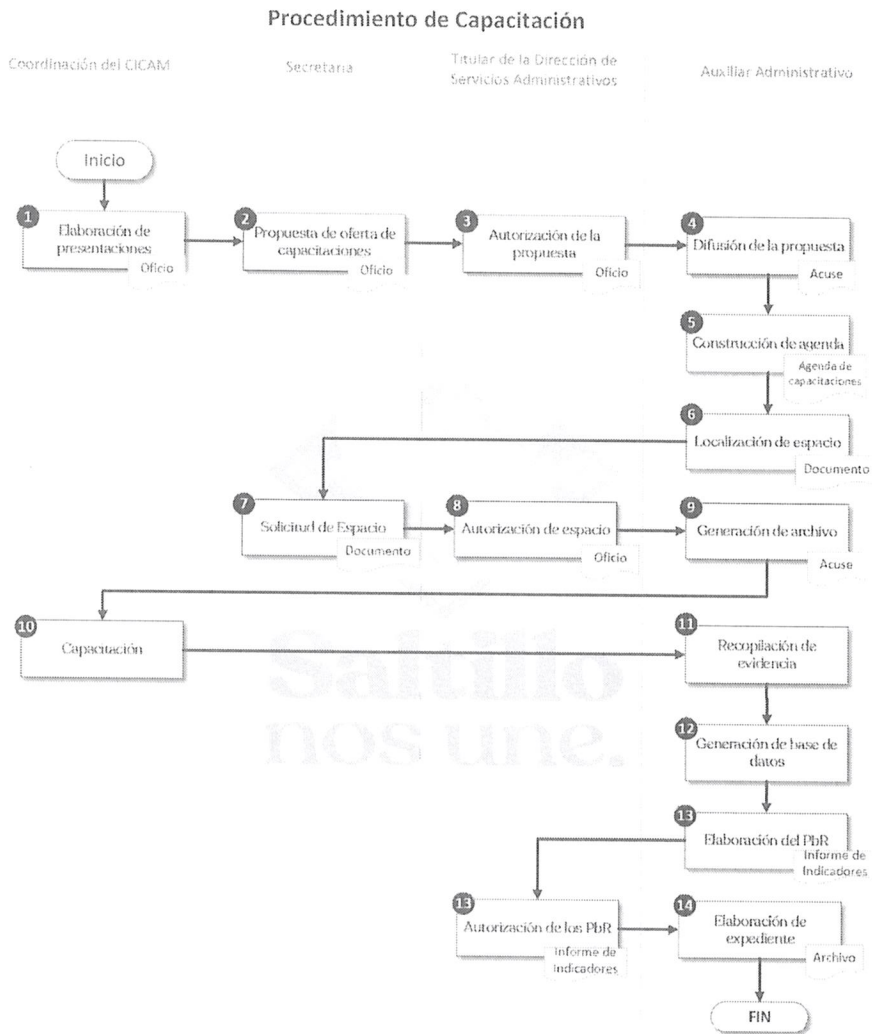 Procedimiento de Capacitación
Coordinación del CICAM
Secretaria
Titular de la Dirección de
Servicios Administrativos
Auxiliar Administrativo
Inicio
1
Elaboración de
presentaciones
Oficio
2
Propuesta de oferta de
capacitaciones
Oficio
3
Autorización de la
propuesta
Oficio
4
Difusión de la propuesta
Acuse
5
Construcción de agenda
Agenda de
capacitaciones
6
Localización de espacio
Documento
7
Solicitud de Espacio
Documento
8
Autorización de espacio
Oficio
9
Generación de archivo
Acuse
10
Capacitación
11
Recopilación de
evidencia
Saltillo
nos une.
12
Generación de base de
datos
13
Elaboración del PbR
Informe de
Indicadores
13
Autorización de los PbR
Informe de
Indicadores
14
Elaboración de
expediente
Archivo
FIN